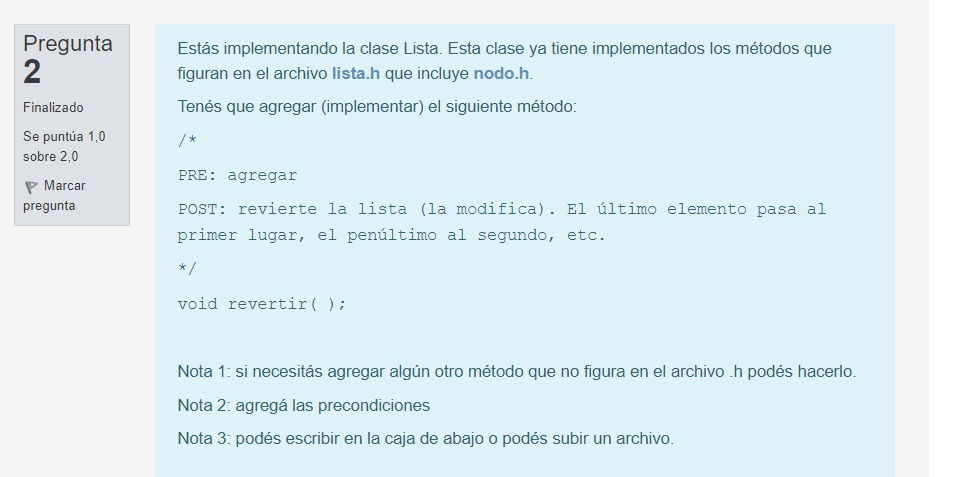 Pregunta
2
Finalizado
Se puntúa 1,0
sobre 2,0
Marcar
pregunta
Estás implementando la clase Lista. Esta clase ya tiene implementados los métodos que
figuran en el archivo lista.h que incluye nodo.h.
Tenés que agregar (implementar) el siguiente método:
/*
PRE: agregar
POST: revierte la lista (la modifica). El último elemento pasa al
primer lugar, el penúltimo al segundo, etc.
*/
void revertir( );
Nota 1: si necesitás agregar algún otro método que no figura en el archivo .h podés hacerlo.
Nota 2: agregá las precondiciones
Nota 3: podés escribir en la caja de abajo o podés subir un archivo.